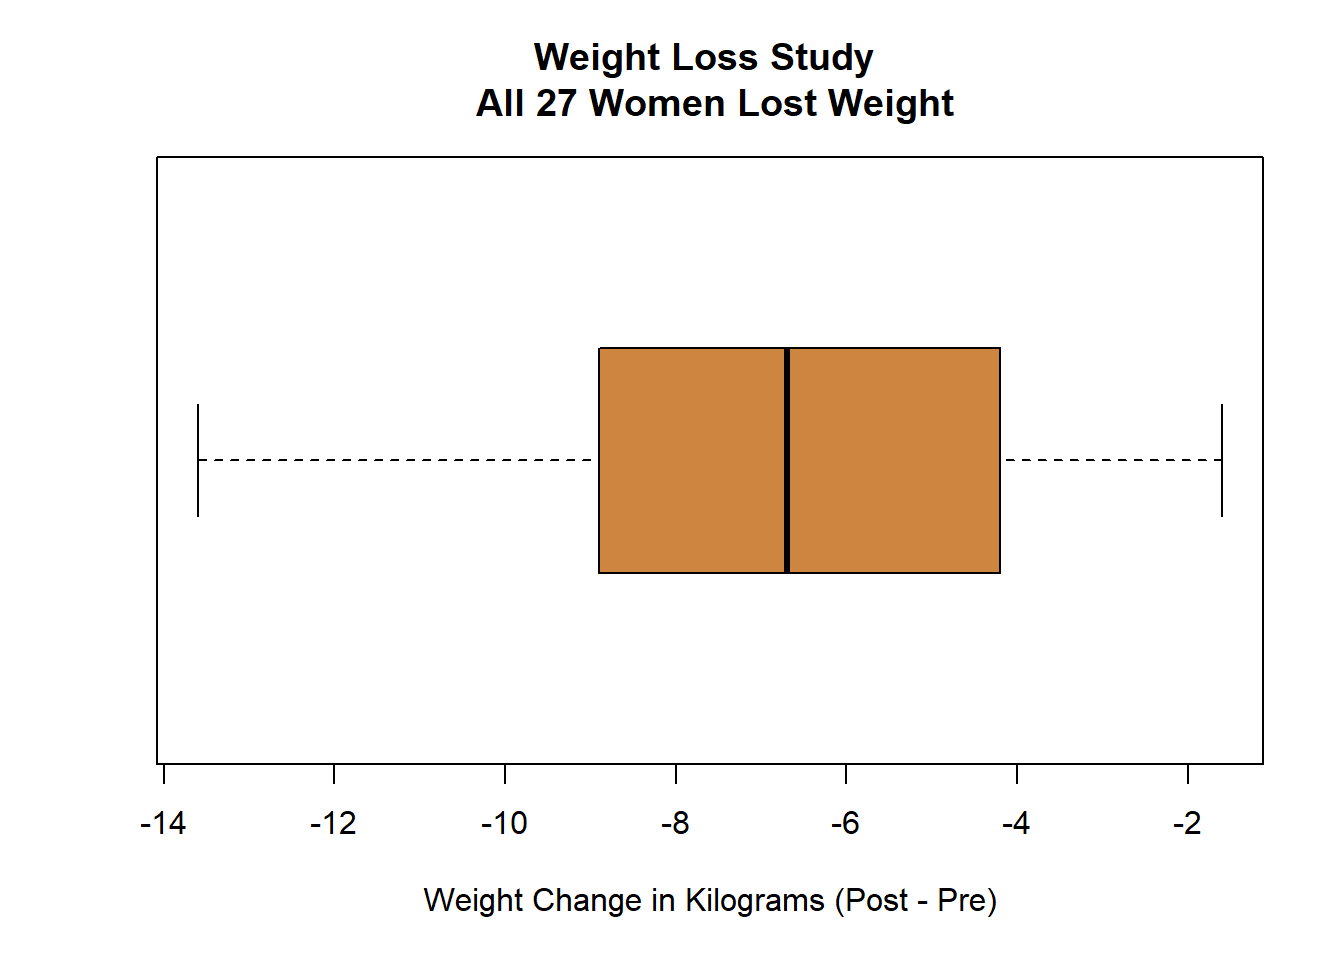 Weight Loss Study
All 27 Women Lost Weight
-14 -12 -10 -8 -6 -4 -2
Weight Change in Kilograms (Post - Pre)